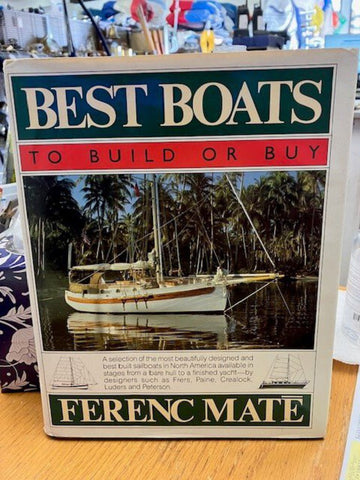 BEST BOATS
TO BUILD OR BUY
A selection of the most beautifully designed and
best built sailboats in North America available in
stages from a bare hull to a finished yacht—by
designers such as Frers, Paine, Crealock,
Luders and Peterson.
FERENC MATE